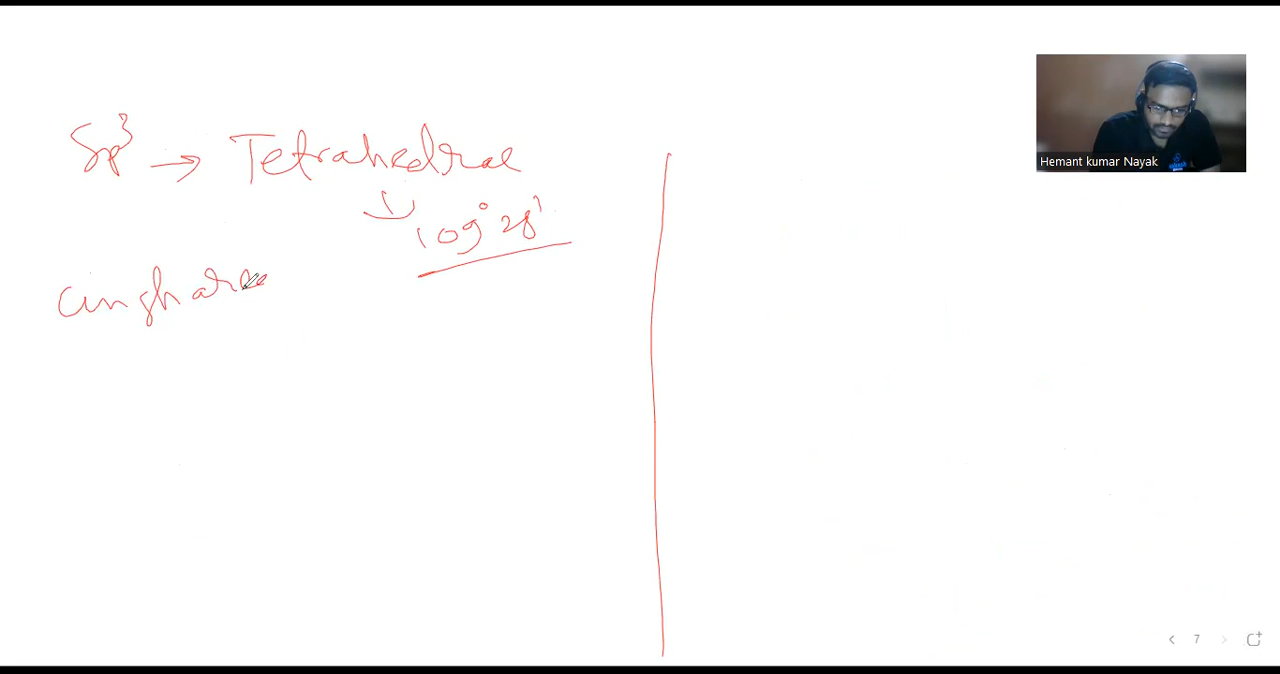 Sp³ → Tetrahedral
109° 28'
Hemant kumar Nayak
7